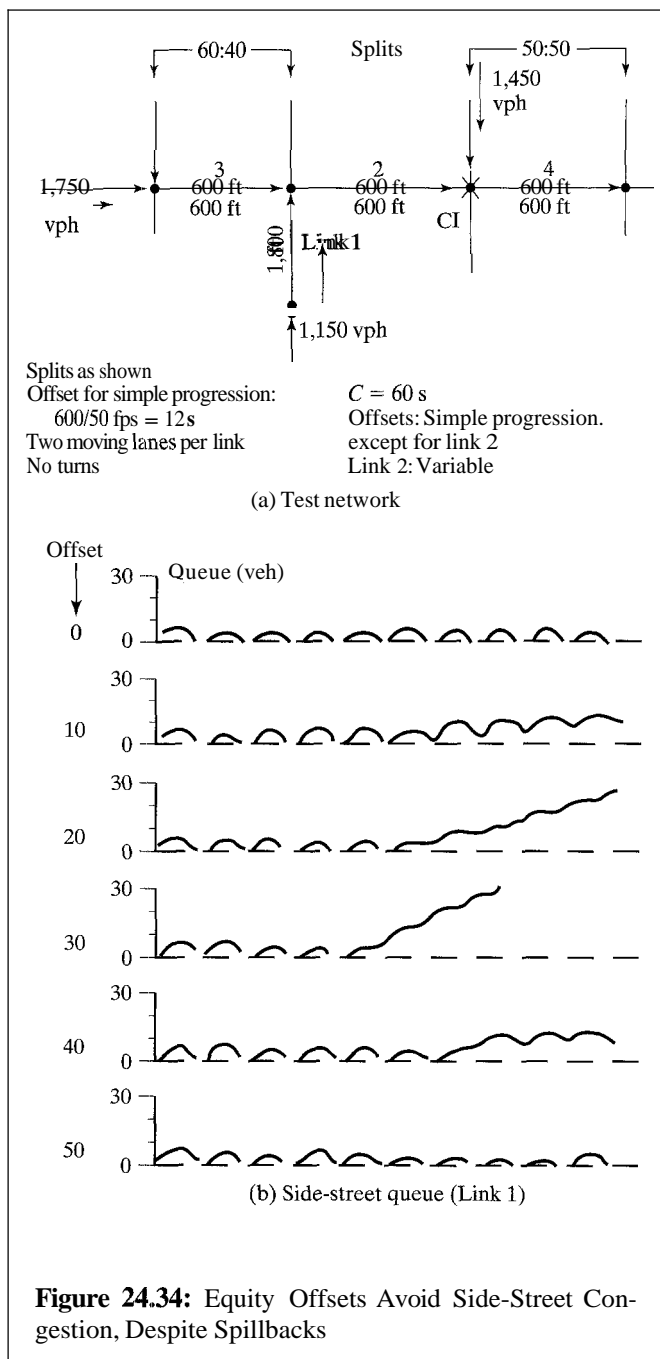 60:40 Splits 50:50
1,450
vph
3 2 4
1,750 600 ft 600 ft 600 ft
600 ft 600 ft 600 ft
vph CI
Link 1
1,150 vph
Splits as shown
Offset for simple progression:
600/50 fps = 12s
Two moving lanes per link
No turns
C = 60 s
Offsets: Simple progression.
except for link 2
Link 2: Variable
(a) Test network
Offset
30 Queue (veh)
0
0
30
10
0
30
20
0
30
30
0
30
40
0
30
50
0
(b) Side-street queue (Link 1)
Figure 24.34: Equity Offsets Avoid Side-Street Con-
gestion, Despite Spillbacks